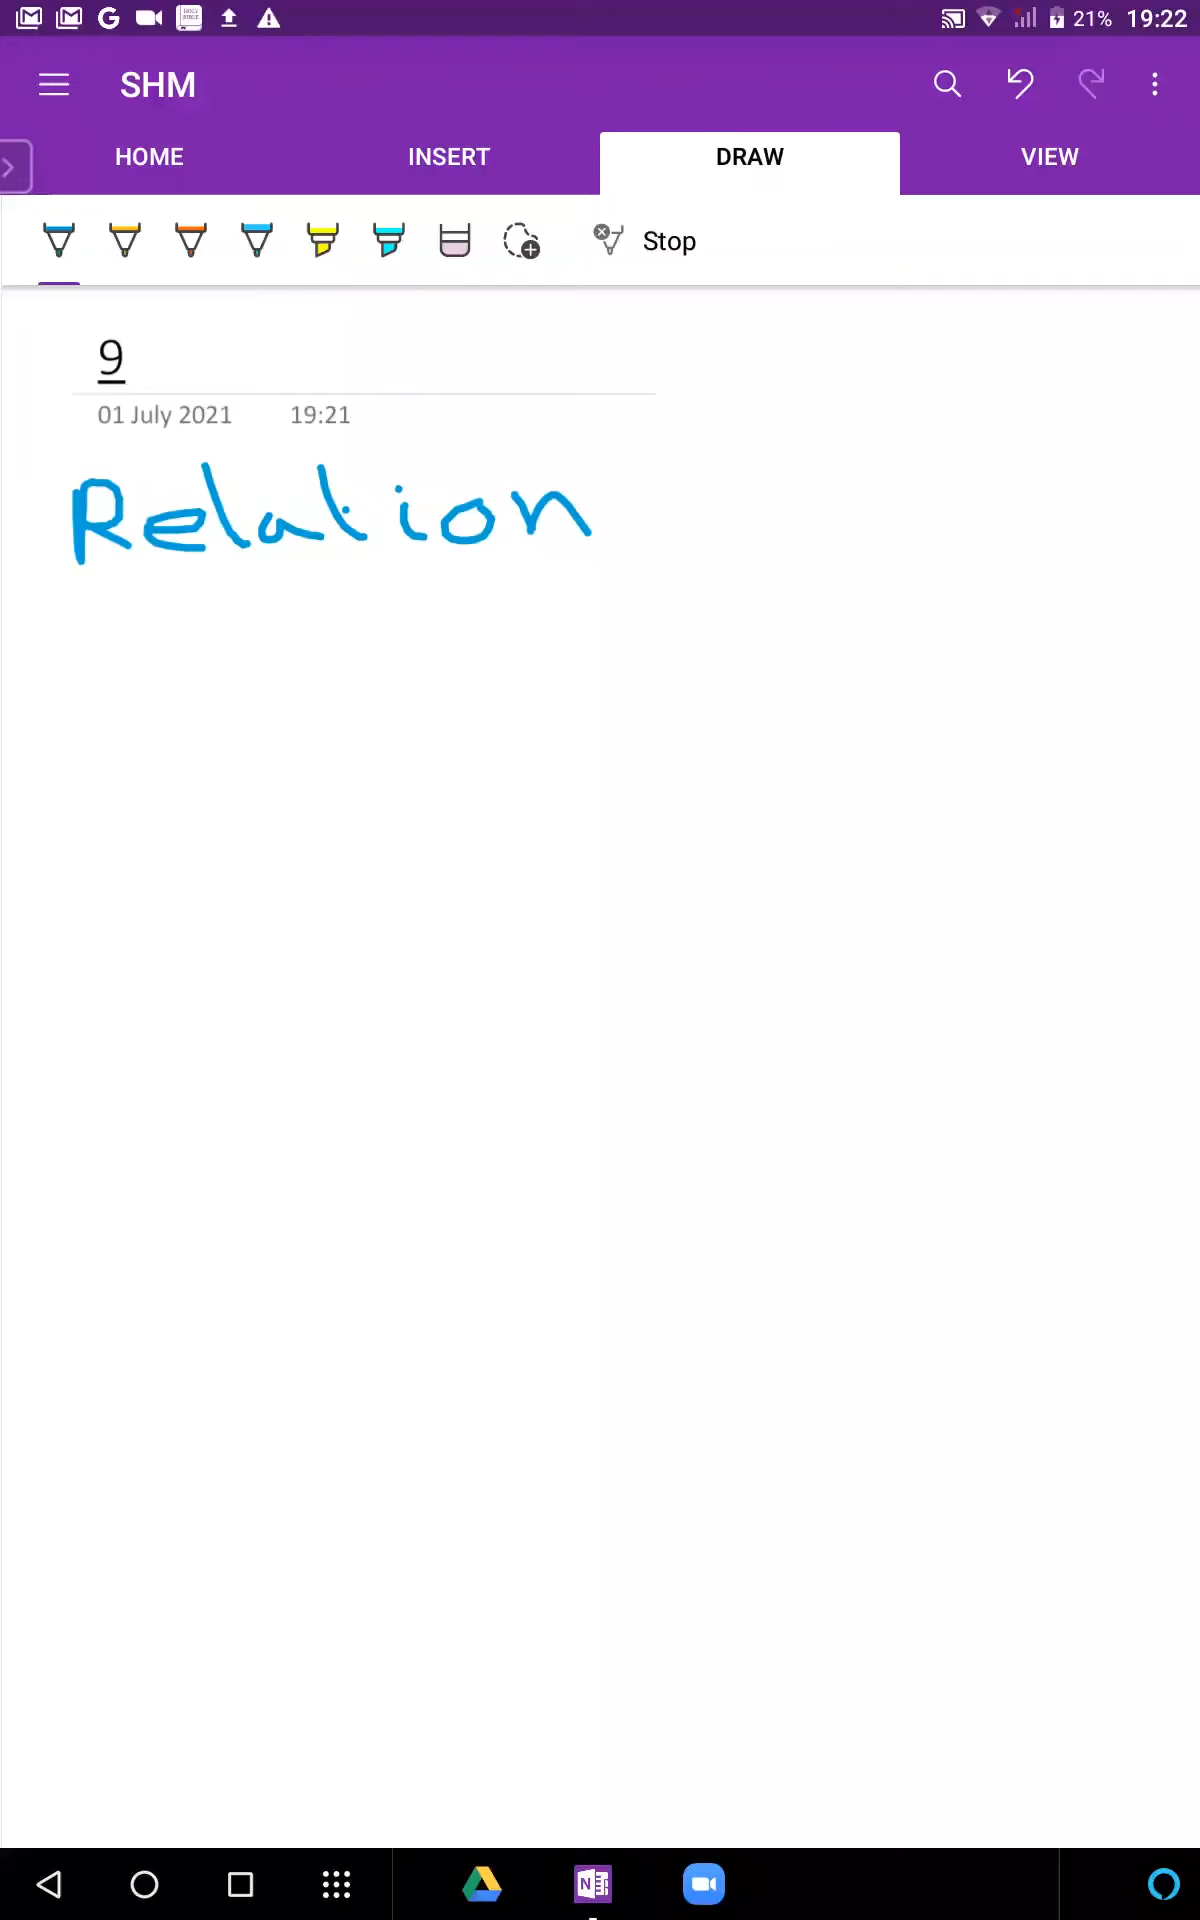 21% 19:22
SHM
HOME INSERT DRAW VIEW
Stop
9
01 July 2021 19:21
Relation